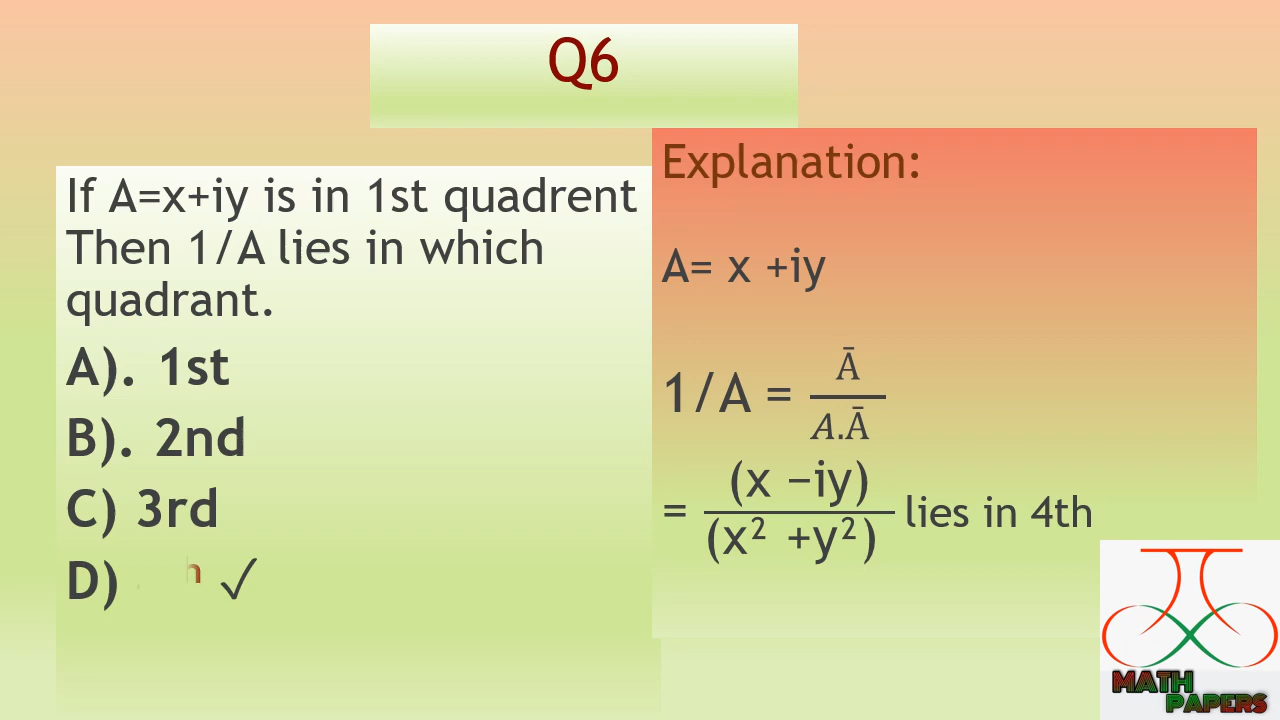 Q6
If A=x+iy is in 1st quadrent
Then 1/A lies in which
quadrant.
A). 1st
B). 2nd
C) 3rd
D) ✓
Explanation:
A= x +iy
1/A = Ā / A.Ā
= (x −iy) / (x² +y²) lies in 4th
MATH
PAPERS